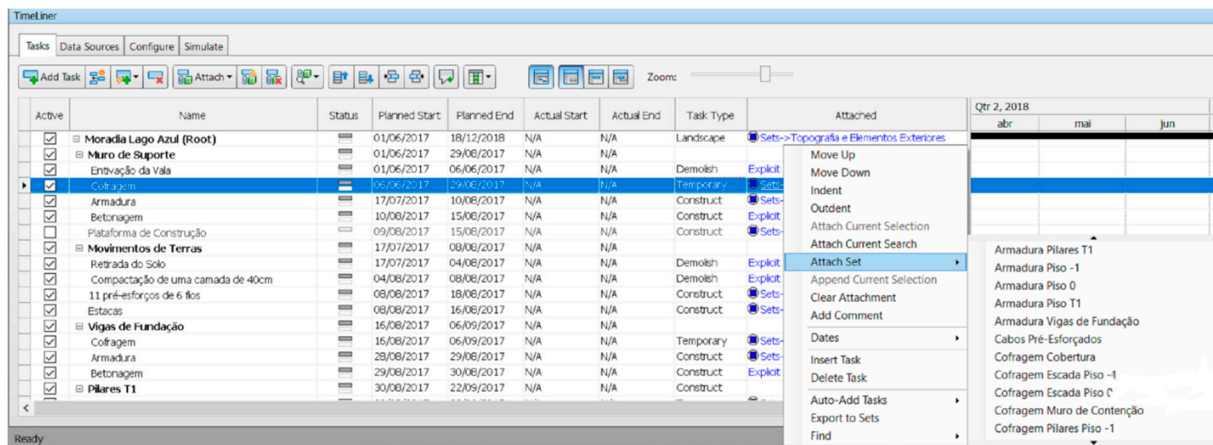 TimeLiner
Tasks Data Sources Configure Simulate
Add Task Attach Zoom:
Active Name Status Planned Start Planned End Actual Start Actual End Task Type Attached Qtr 2, 2018
abr mai jun
Moradia Lago Azul (Root) 01/06/2017 18/12/2018 N/A N/A Landscape Sets->Topografia e Elementos Exteriores
Muro de Suporte 01/06/2017 29/08/2017 N/A N/A
Entivação da Vala 01/06/2017 06/06/2017 N/A N/A Demolish Explicit
Cofragem 06/06/2017 29/08/2017 N/A N/A Temporary Sets-
Armadura 17/07/2017 10/08/2017 N/A N/A Construct Sets-
Betonagem 10/08/2017 15/08/2017 N/A N/A Construct Explicit
Plataforma de Construção 09/08/2017 15/08/2017 N/A N/A Construct Sets-
Movimentos de Terras 17/07/2017 08/08/2017 N/A N/A
Retirada do Solo 17/07/2017 04/08/2017 N/A N/A Demolish Explicit
Compactação de uma camada de 40cm 04/08/2017 08/08/2017 N/A N/A Demolish Explicit
11 pré-esforços de 6 fios 08/08/2017 18/08/2017 N/A N/A Construct Sets-
Estacas 08/08/2017 16/08/2017 N/A N/A Construct Sets-
Vigas de Fundação 16/08/2017 06/09/2017 N/A N/A
Cofragem 16/08/2017 06/09/2017 N/A N/A Temporary Sets-
Armadura 28/08/2017 29/08/2017 N/A N/A Construct Sets-
Betonagem 29/08/2017 30/08/2017 N/A N/A Construct Explicit
Pilares T1 30/08/2017 22/09/2017 N/A N/A Construct
Move Up
Move Down
Indent
Outdent
Attach Current Selection
Attach Current Search
Attach Set
Append Current Selection
Clear Attachment
Add Comment
Dates
Insert Task
Delete Task
Auto-Add Tasks
Export to Sets
Find
Armadura Pilares T1
Armadura Piso -1
Armadura Piso 0
Armadura Piso T1
Armadura Vigas de Fundação
Cabos Pré-Esforçados
Cofragem Cobertura
Cofragem Escada Piso -1
Cofragem Escada Piso
Cofragem Muro de Contenção
Cofragem Pilares Piso -1
Ready